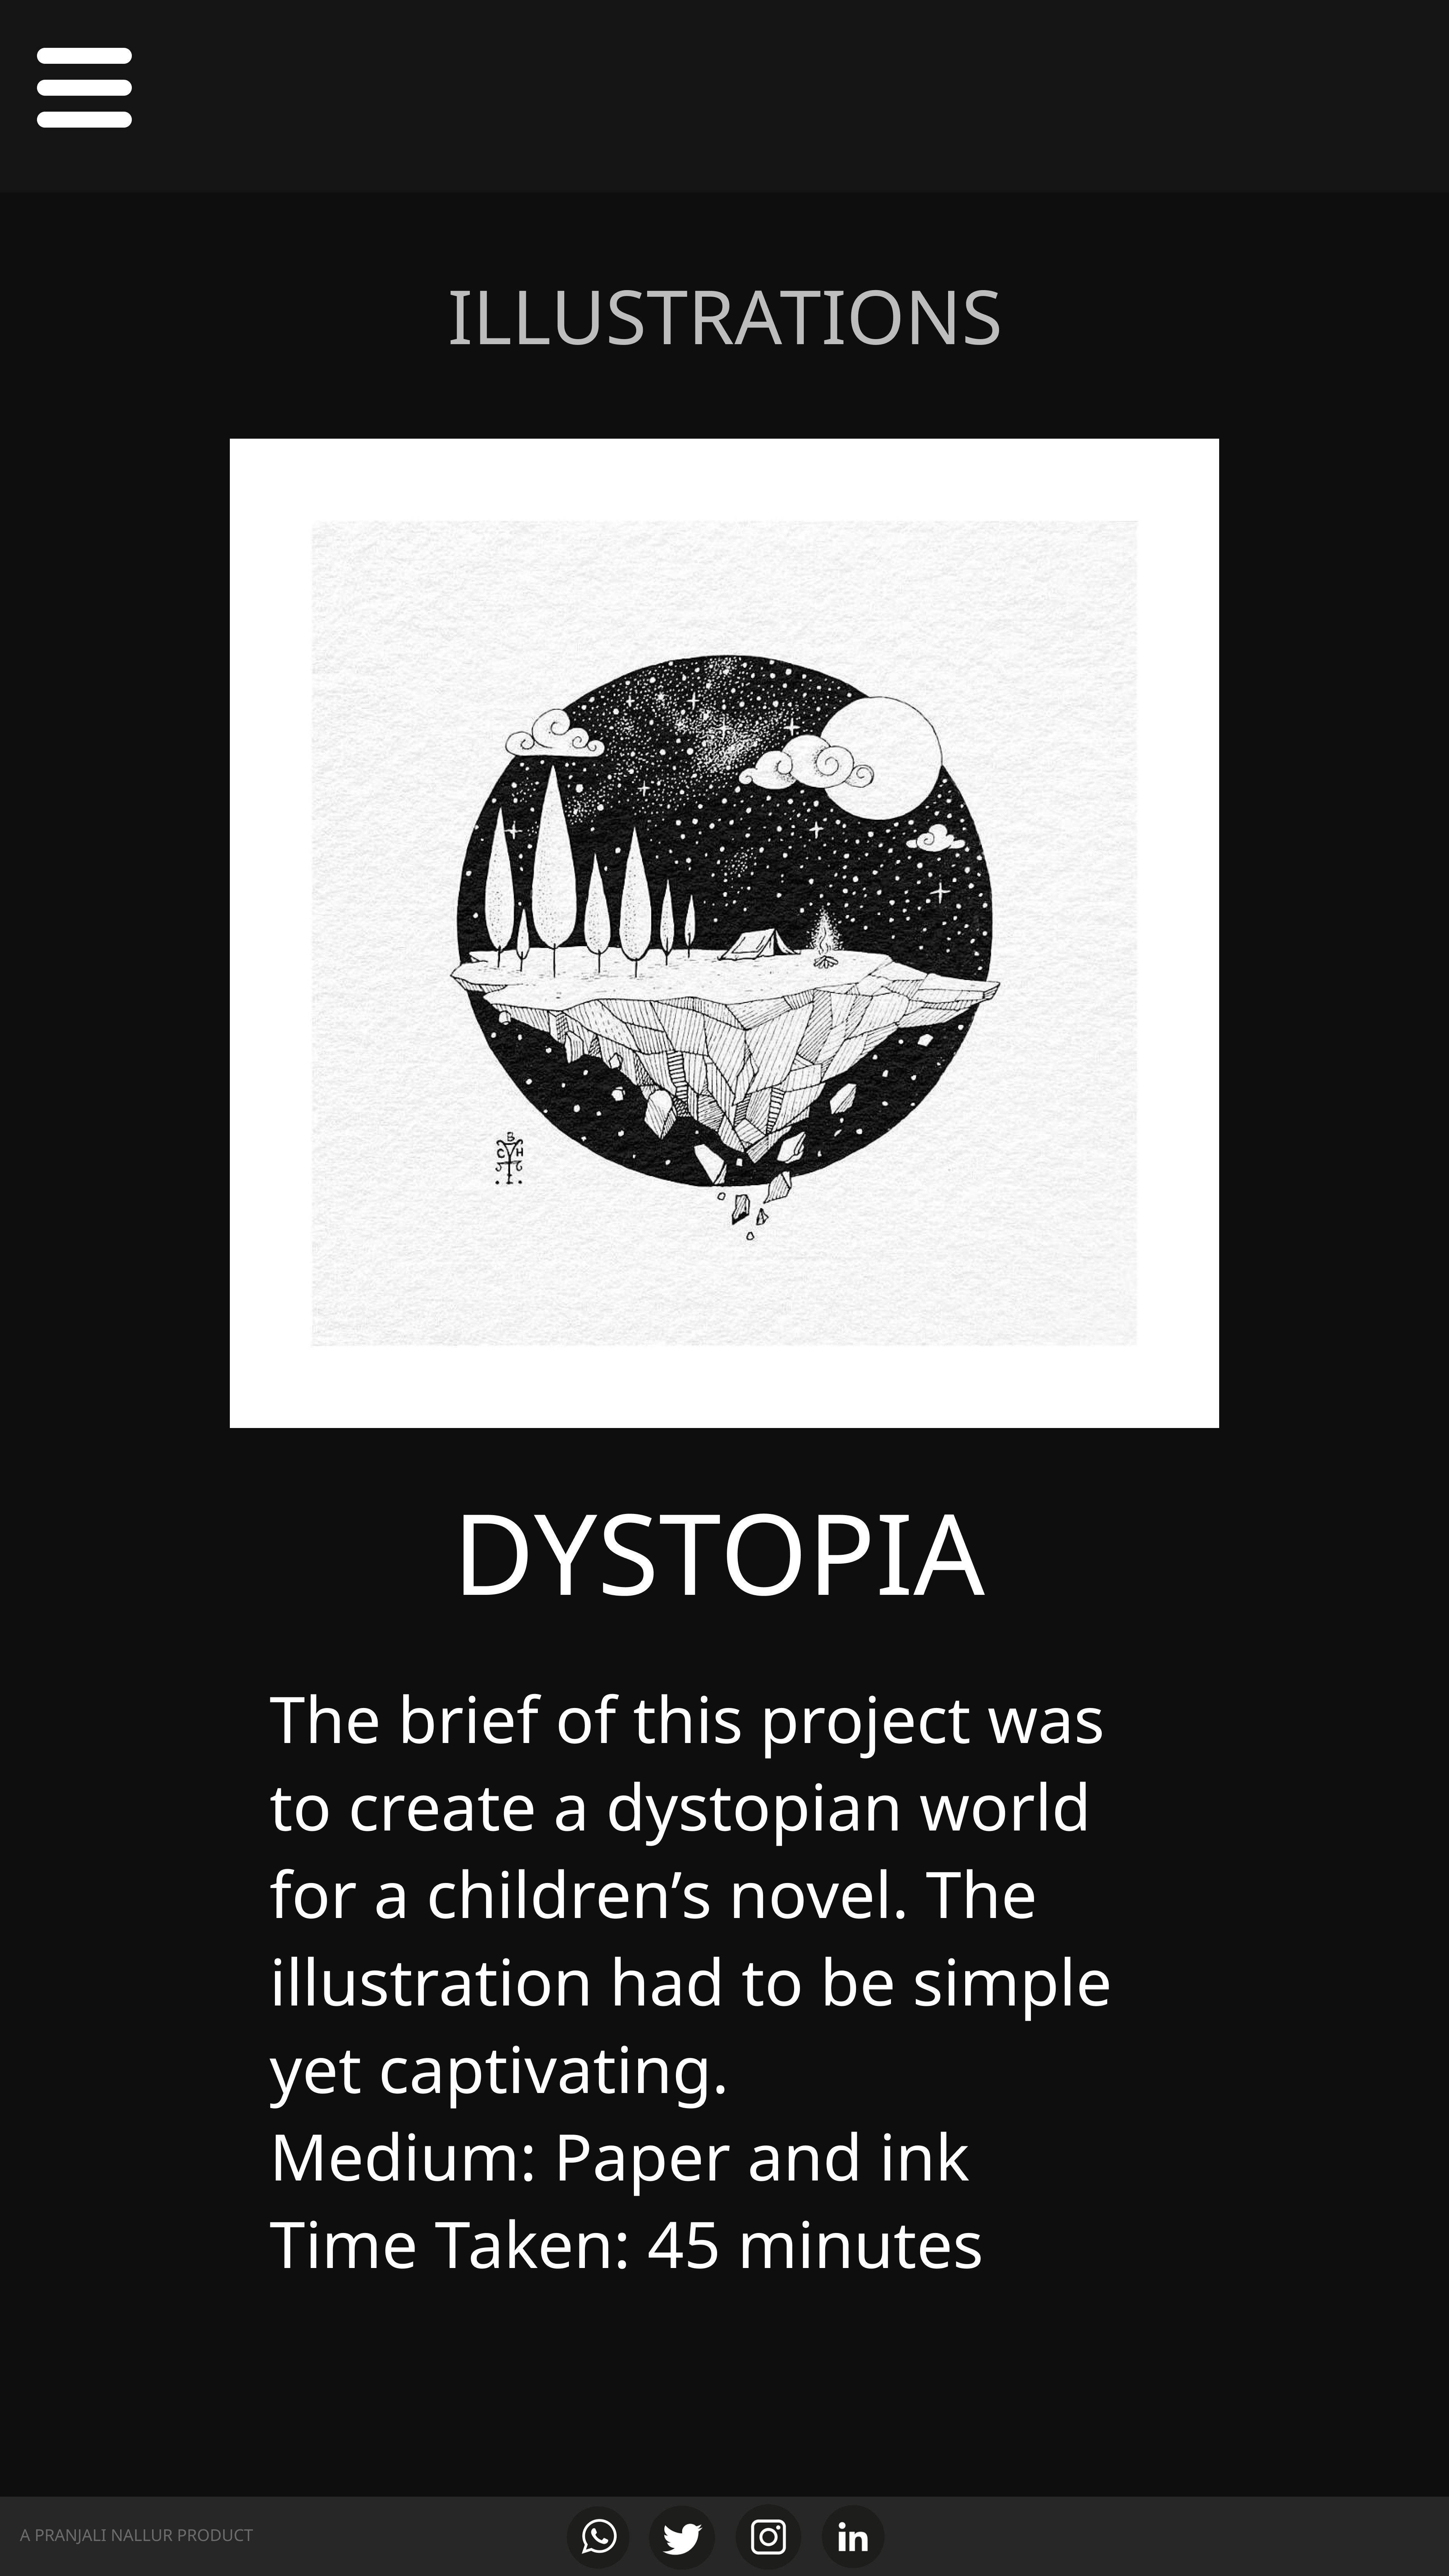 ILLUSTRATIONS
B
C H
DYSTOPIA
The brief of this project was
to create a dystopian world
for a children’s novel. The
illustration had to be simple
yet captivating.
Medium: Paper and ink
Time Taken: 45 minutes
A PRANJALI NALLUR PRODUCT
in